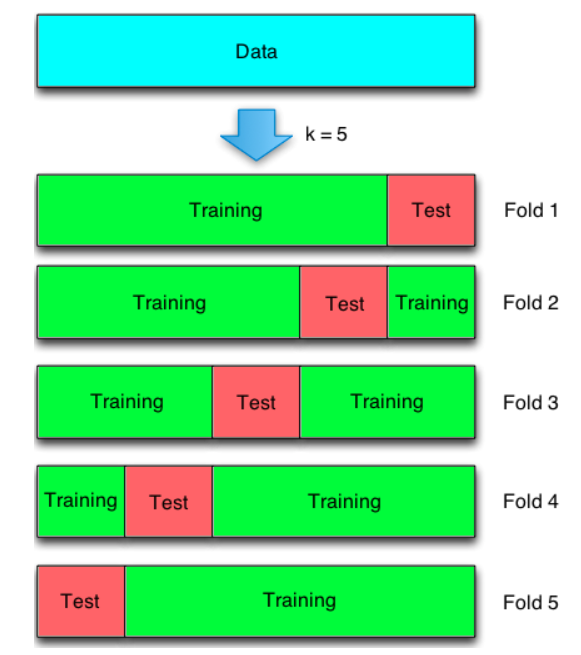 Data
k = 5
Training Test Fold 1
Training Test Training Fold 2
Training Test Training Fold 3
Training Test Training Fold 4
Test Training Fold 5